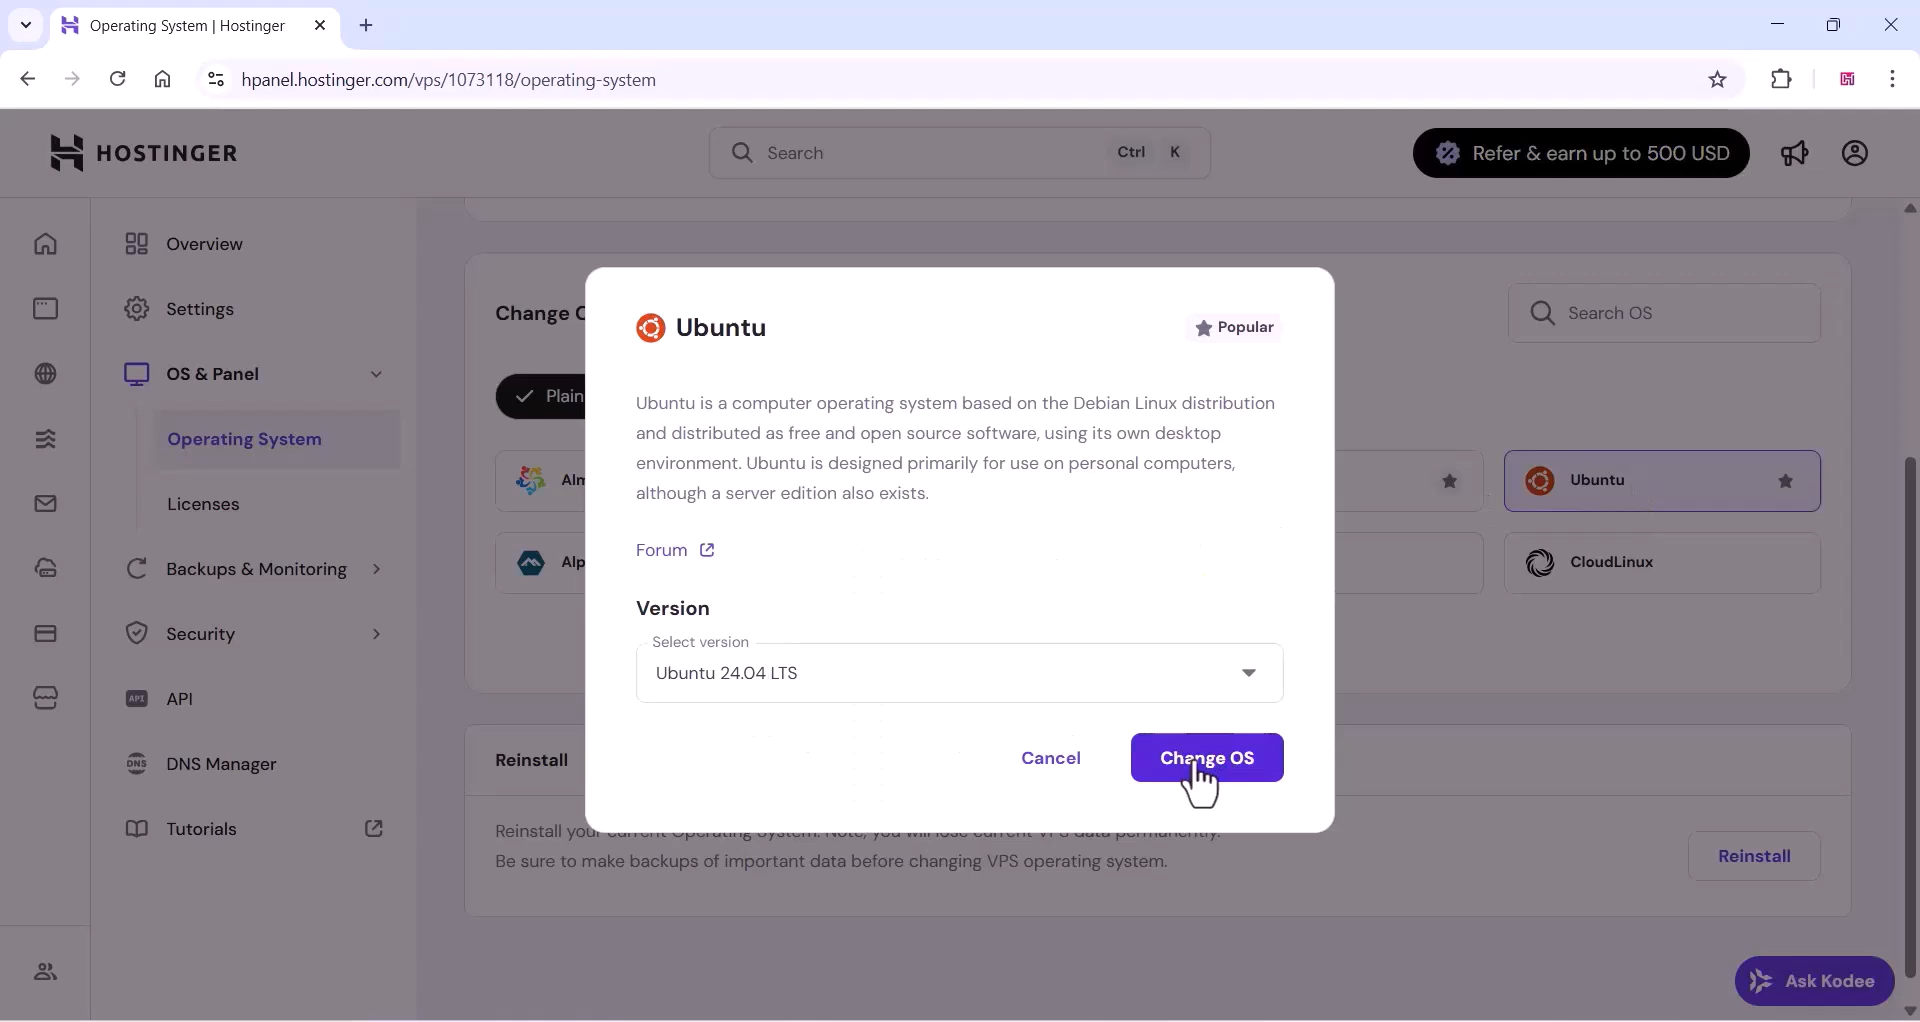 Operating System | Hostinger
hpanel.hostinger.com/vps/1073118/operating-system
HOSTINGER
Search
Ctrl K
Refer & earn up to 500 USD
Overview
Settings
OS & Panel
Operating System
Licenses
Backups & Monitoring
Security
API
API
DNS
DNS Manager
Tutorials
Change
Search OS
Plain
Ubuntu
CloudLinux
Ubuntu
Popular
Ubuntu is a computer operating system based on the Debian Linux distribution
and distributed as free and open source software, using its own desktop
environment. Ubuntu is designed primarily for use on personal computers,
although a server edition also exists.
Forum
Version
Select version
Ubuntu 24.04 LTS
Cancel
Change OS
Reinstall
Reinstall your current Operating System. Note, you will lose current VPS data permanently.
Be sure to make backups of important data before changing VPS operating system.
Reinstall
Ask Kodee